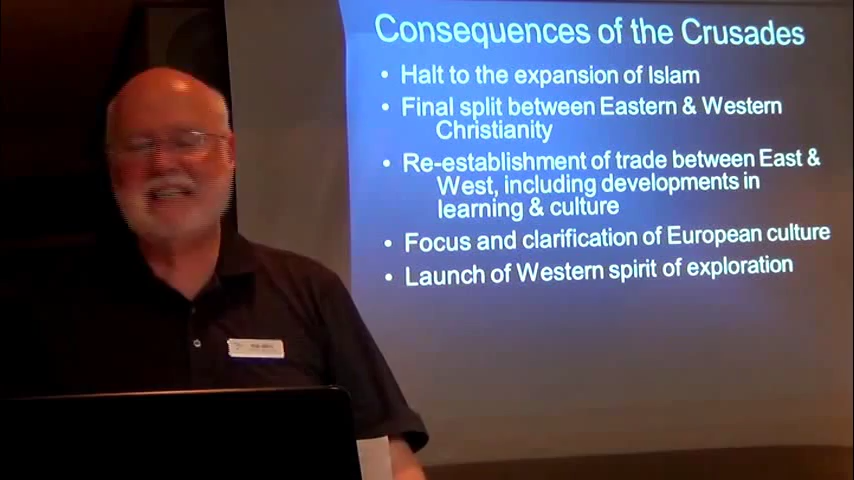 Consequences of the Crusades
• Halt to the expansion of Islam
• Final split between Eastern & Western
Christianity
• Re-establishment of trade between East &
West, including developments in
learning & culture
• Focus and clarification of European culture
• Launch of Western spirit of exploration